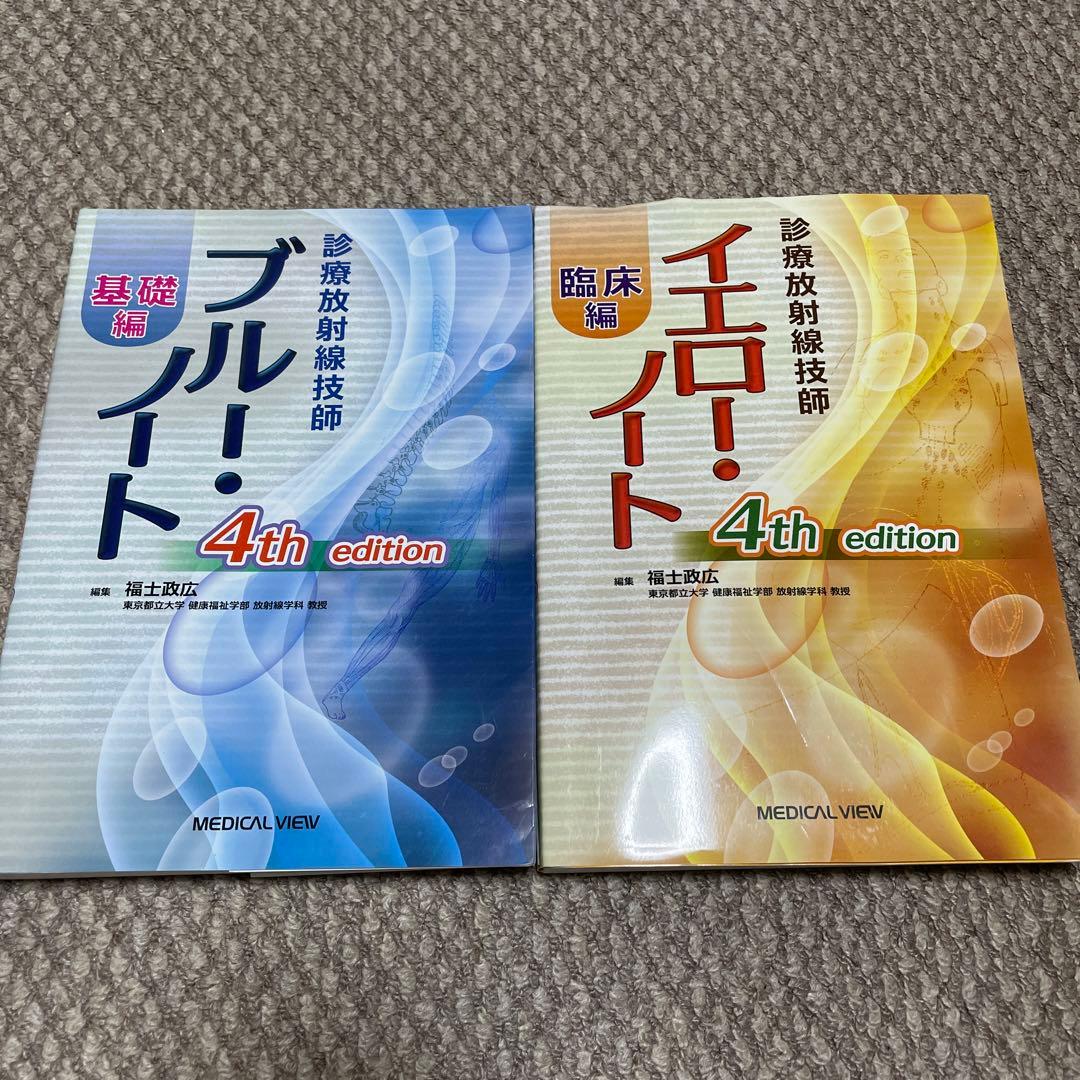 基礎
編
診療放射線技師
ブルー・
ノート
4th edition
編集 福士政広
東京都立大学 健康福祉学部 放射線学科 教授
MEDICAL VIEW
臨床
編
診療放射線技師
イエロー・
ノート
4th edition
編集 福士政広
東京都立大学 健康福祉学部 放射線学科 教授
MEDICAL VIEW